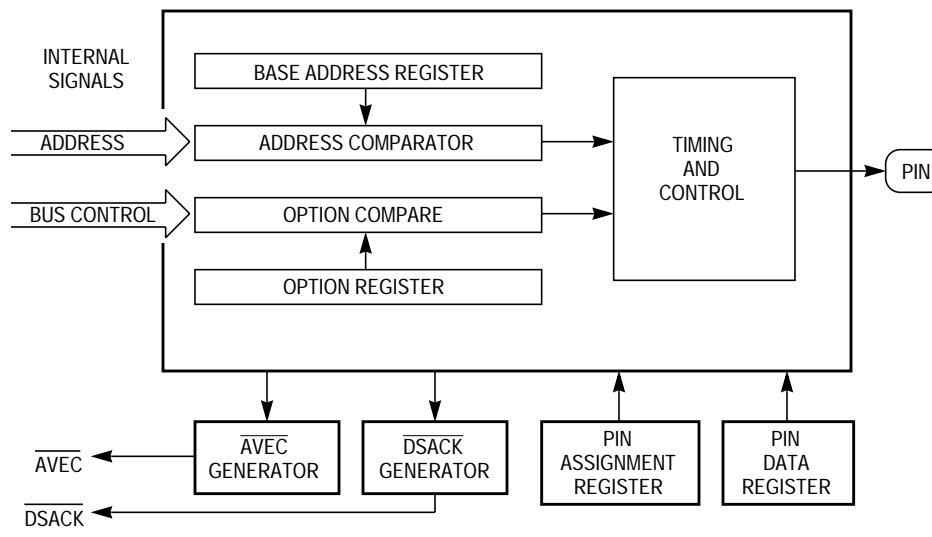 INTERNAL
SIGNALS
BASE ADDRESS REGISTER
ADDRESS
ADDRESS COMPARATOR
TIMING
AND
CONTROL
PIN
BUS CONTROL
OPTION COMPARE
OPTION REGISTER
AVEC
GENERATOR
DSACK
GENERATOR
PIN
ASSIGNMENT
REGISTER
PIN
DATA
REGISTER
AVEC
DSACK